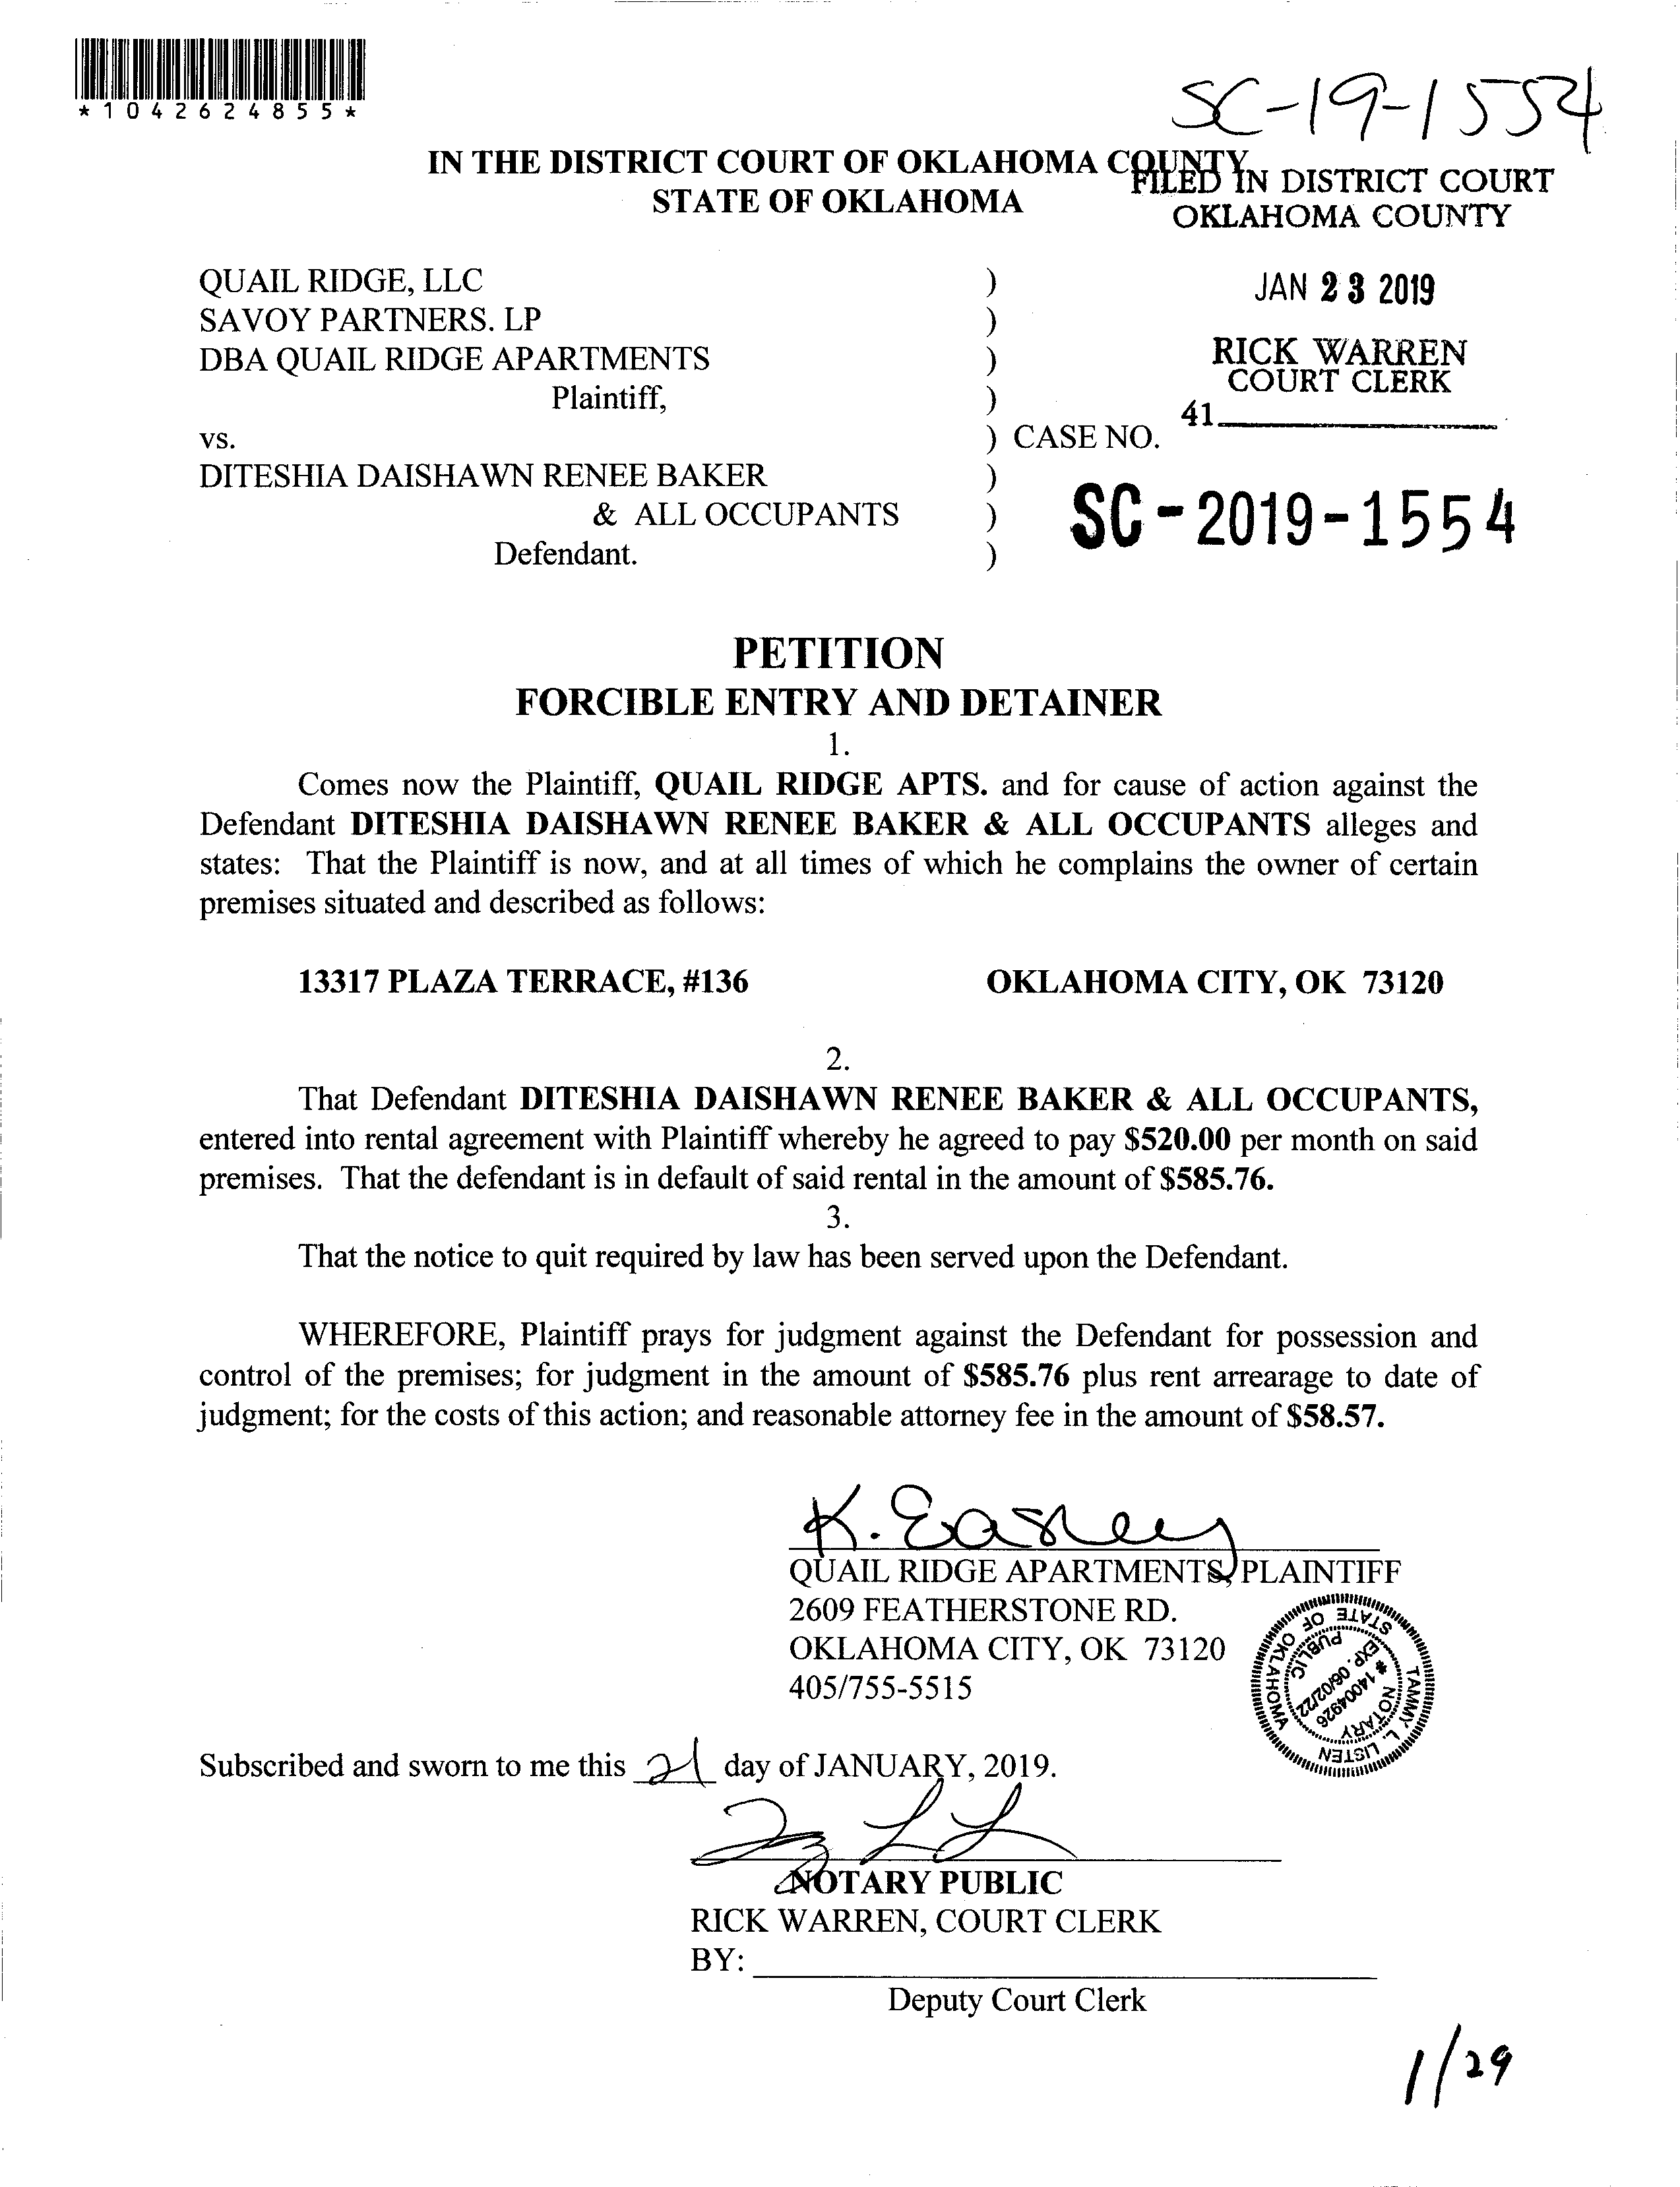 *1042624855*
SC-19-1554
IN THE DISTRICT COURT OF OKLAHOMA COUNTY
STATE OF OKLAHOMA
FILED IN DISTRICT COURT
OKLAHOMA COUNTY
JAN 23 2019
RICK WARREN
COURT CLERK
41
QUAIL RIDGE, LLC )
SAVOY PARTNERS. LP )
DBA QUAIL RIDGE APARTMENTS )
Plaintiff, )
vs. ) CASE NO.
DITESHIA DAISHAWN RENEE BAKER )
& ALL OCCUPANTS )
Defendant. )
SC-2019-1554
PETITION
FORCIBLE ENTRY AND DETAINER
1.
Comes now the Plaintiff, QUAIL RIDGE APTS. and for cause of action against the
Defendant DITESHIA DAISHAWN RENEE BAKER & ALL OCCUPANTS alleges and
states: That the Plaintiff is now, and at all times of which he complains the owner of certain
premises situated and described as follows:
13317 PLAZA TERRACE, #136 OKLAHOMA CITY, OK 73120
2.
That Defendant DITESHIA DAISHAWN RENEE BAKER & ALL OCCUPANTS,
entered into rental agreement with Plaintiff whereby he agreed to pay $520.00 per month on said
premises. That the defendant is in default of said rental in the amount of $585.76.
3.
That the notice to quit required by law has been served upon the Defendant.
WHEREFORE, Plaintiff prays for judgment against the Defendant for possession and
control of the premises; for judgment in the amount of $585.76 plus rent arrearage to date of
judgment; for the costs of this action; and reasonable attorney fee in the amount of $58.57.
K. Easley
QUAIL RIDGE APARTMENTS, PLAINTIFF
2609 FEATHERSTONE RD.
OKLAHOMA CITY, OK 73120
405/755-5515
TAMMY L. LISTEN
STATE OF OKLAHOMA
NOTARY PUBLIC
# 14004926
EXP. 06/02/22
Subscribed and sworn to me this 21 day of JANUARY, 2019.
NOTARY PUBLIC
RICK WARREN, COURT CLERK
BY:
Deputy Court Clerk
1/29